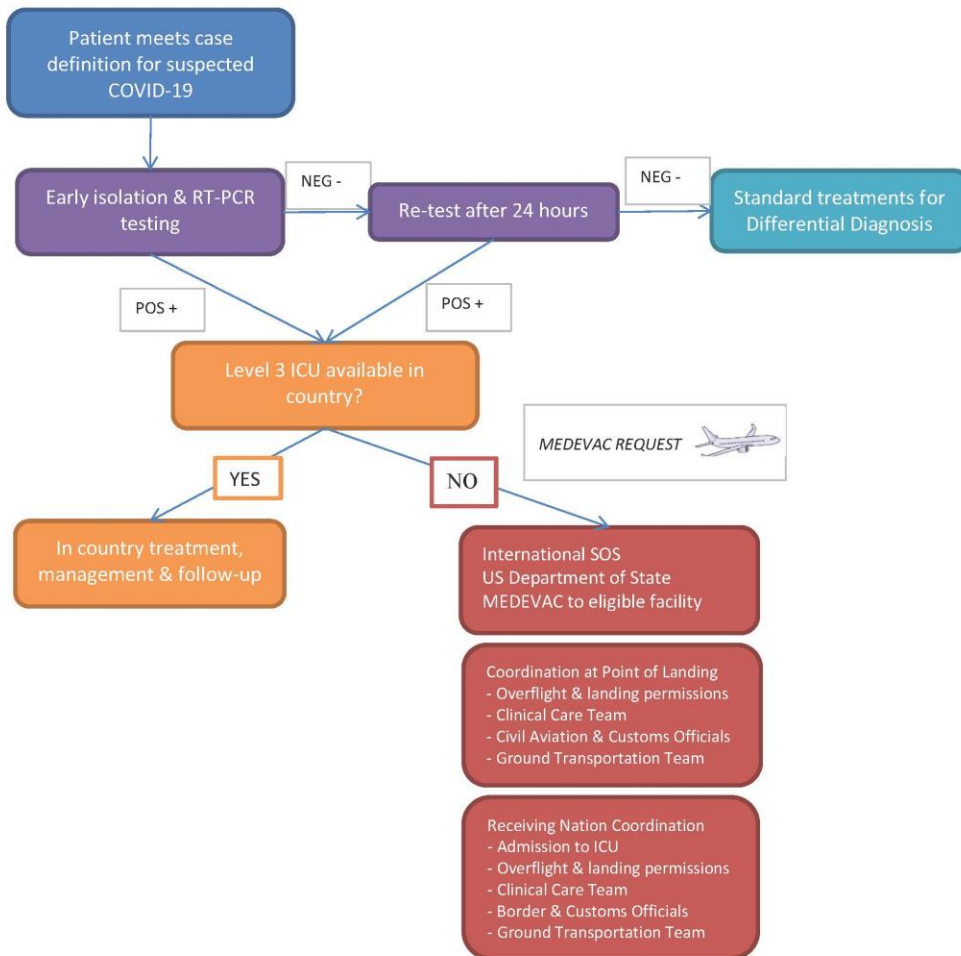 Patient meets case
definition for suspected
COVID-19
Early isolation & RT-PCR
testing
NEG -
Re-test after 24 hours
NEG -
Standard treatments for
Differential Diagnosis
POS +
POS +
Level 3 ICU available in
country?
MEDEVAC REQUEST
YES
NO
In country treatment,
management & follow-up
International SOS
US Department of State
MEDEVAC to eligible facility
Coordination at Point of Landing
- Overflight & landing permissions
- Clinical Care Team
- Civil Aviation & Customs Officials
- Ground Transportation Team
Receiving Nation Coordination
- Admission to ICU
- Overflight & landing permissions
- Clinical Care Team
- Border & Customs Officials
- Ground Transportation Team